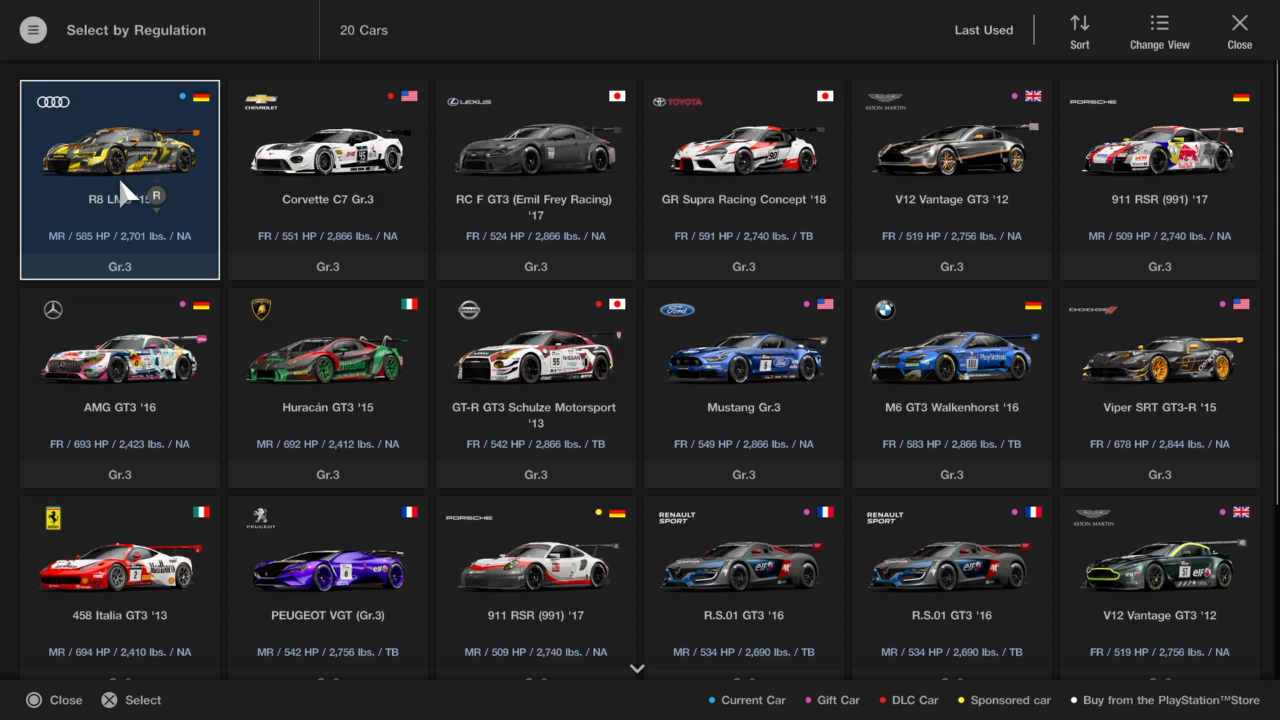 Select by Regulation
20 Cars
Last Used
Sort
Change View
Close
CHEVROLET
LEXUS
TOYOTA
ASTON MARTIN
PORSCHE
R
R8 LMS '15
Corvette C7 Gr.3
RC F GT3 (Emil Frey Racing)
'17
GR Supra Racing Concept '18
V12 Vantage GT3 '12
911 RSR (991) '17
MR / 585 HP / 2,701 lbs. / NA
FR / 551 HP / 2,866 lbs. / NA
FR / 524 HP / 2,866 lbs. / NA
FR / 591 HP / 2,740 lbs. / TB
FR / 519 HP / 2,756 lbs. / NA
MR / 509 HP / 2,740 lbs. / NA
Gr.3
Gr.3
Gr.3
Gr.3
Gr.3
Gr.3
NISSAN
Ford
BMW
DODGE
AMG GT3 '16
Huracán GT3 '15
GT-R GT3 Schulze Motorsport
'13
Mustang Gr.3
M6 GT3 Walkenhorst '16
Viper SRT GT3-R '15
FR / 693 HP / 2,423 lbs. / NA
MR / 692 HP / 2,412 lbs. / NA
FR / 542 HP / 2,866 lbs. / TB
FR / 549 HP / 2,866 lbs. / NA
FR / 583 HP / 2,866 lbs. / TB
FR / 678 HP / 2,844 lbs. / NA
Gr.3
Gr.3
Gr.3
Gr.3
Gr.3
Gr.3
PEUGEOT
PORSCHE
RENAULT
SPORT
RENAULT
SPORT
ASTON MARTIN
458 Italia GT3 '13
PEUGEOT VGT (Gr.3)
911 RSR (991) '17
R.S.01 GT3 '16
R.S.01 GT3 '16
V12 Vantage GT3 '12
MR / 694 HP / 2,410 lbs. / NA
MR / 542 HP / 2,756 lbs. / TB
MR / 509 HP / 2,740 lbs. / NA
MR / 534 HP / 2,690 lbs. / TB
MR / 534 HP / 2,690 lbs. / TB
FR / 519 HP / 2,756 lbs. / NA
Close
Select
Current Car
Gift Car
DLC Car
Sponsored car
Buy from the PlayStation™Store